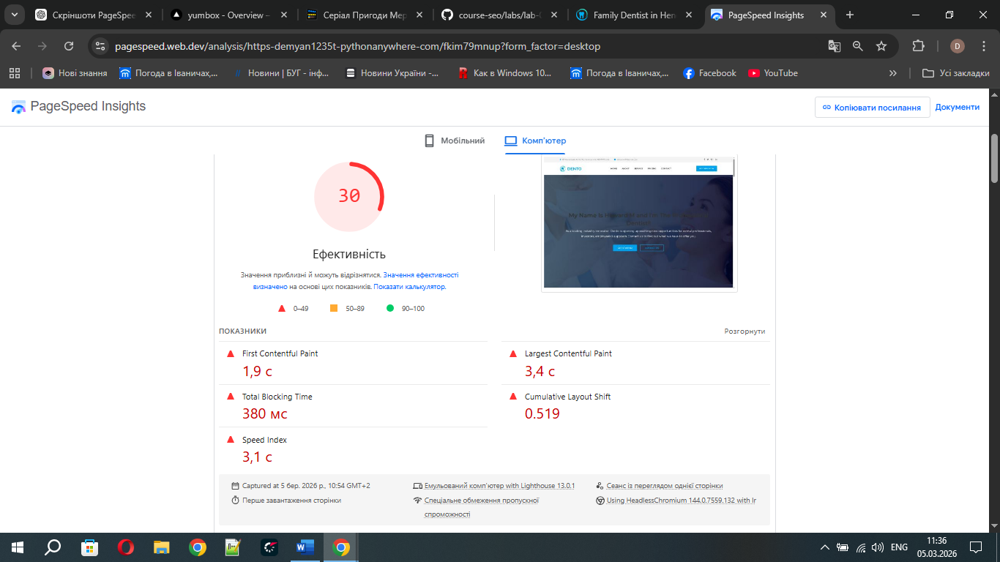 Скріншоти PageSpee
yumbox - Overview –
Серіал Пригоди Мер
course-seo/labs/lab-
Family Dentist in Hen
PageSpeed Insights
pagespeed.web.dev/analysis/https-demyan1235t-pythonanywhere-com/fkim79mnup?form_factor=desktop
D
Нові знання
Погода в Іваничах,...
Новини | БУГ - інф...
Новини України -...
Как в Windows 10...
Погода в Іваничах,...
Facebook
YouTube
Усі закладки
PageSpeed Insights
Копіювати посилання
Документи
Мобільний
Комп'ютер
30
Ефективність
Значення приблизні й можуть відрізнятися. Значення ефективності
визначено на основі цих показників. Показати калькулятор.
0–49
50–89
90–100
DENTO
HOME ABOUT SERVICE PRICING CONTACT
ПОКАЗНИКИ
Розгорнути
First Contentful Paint
1,9 с
Largest Contentful Paint
3,4 с
Total Blocking Time
380 мс
Cumulative Layout Shift
0.519
Speed Index
3,1 с
Captured at 5 бер. 2026 р., 10:54 GMT+2
Емульований комп'ютер with Lighthouse 13.0.1
Сеанс із переглядом однієї сторінки
Перше завантаження сторінки
Спеціальне обмеження пропускної
спроможності
Using HeadlessChromium 144.0.7559.132 with lr
ENG
11:36
05.03.2026